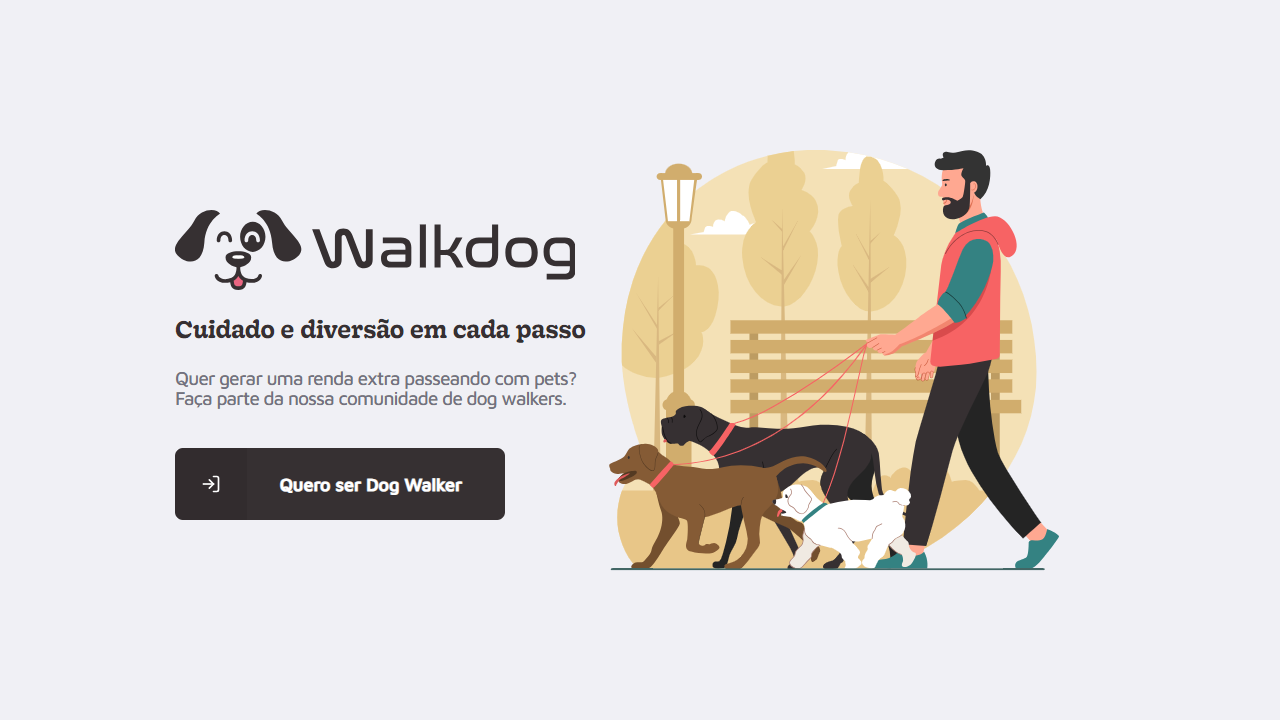 Walkdog
Cuidado e diversão em cada passo
Quer gerar uma renda extra passeando com pets?
Faça parte da nossa comunidade de dog walkers.
Quero ser Dog Walker